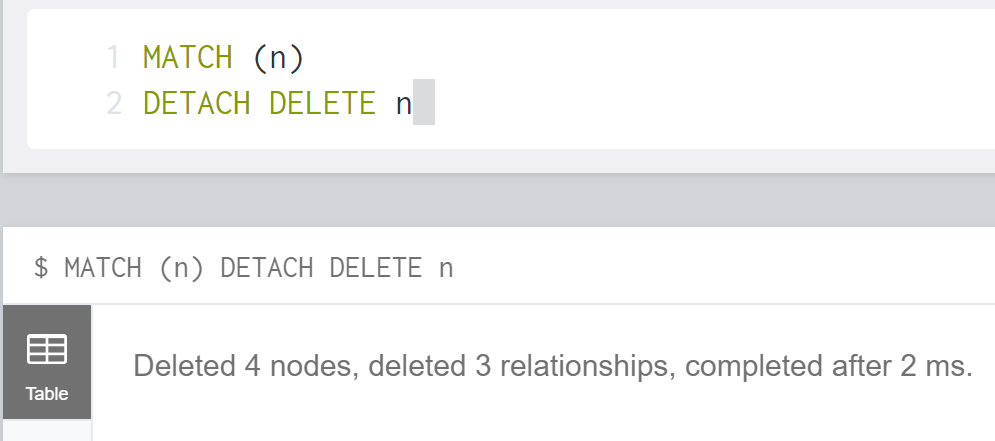 1 MATCH (n)
2 DETACH DELETE n
$ MATCH (n) DETACH DELETE n
Deleted 4 nodes, deleted 3 relationships, completed after 2 ms.
Table